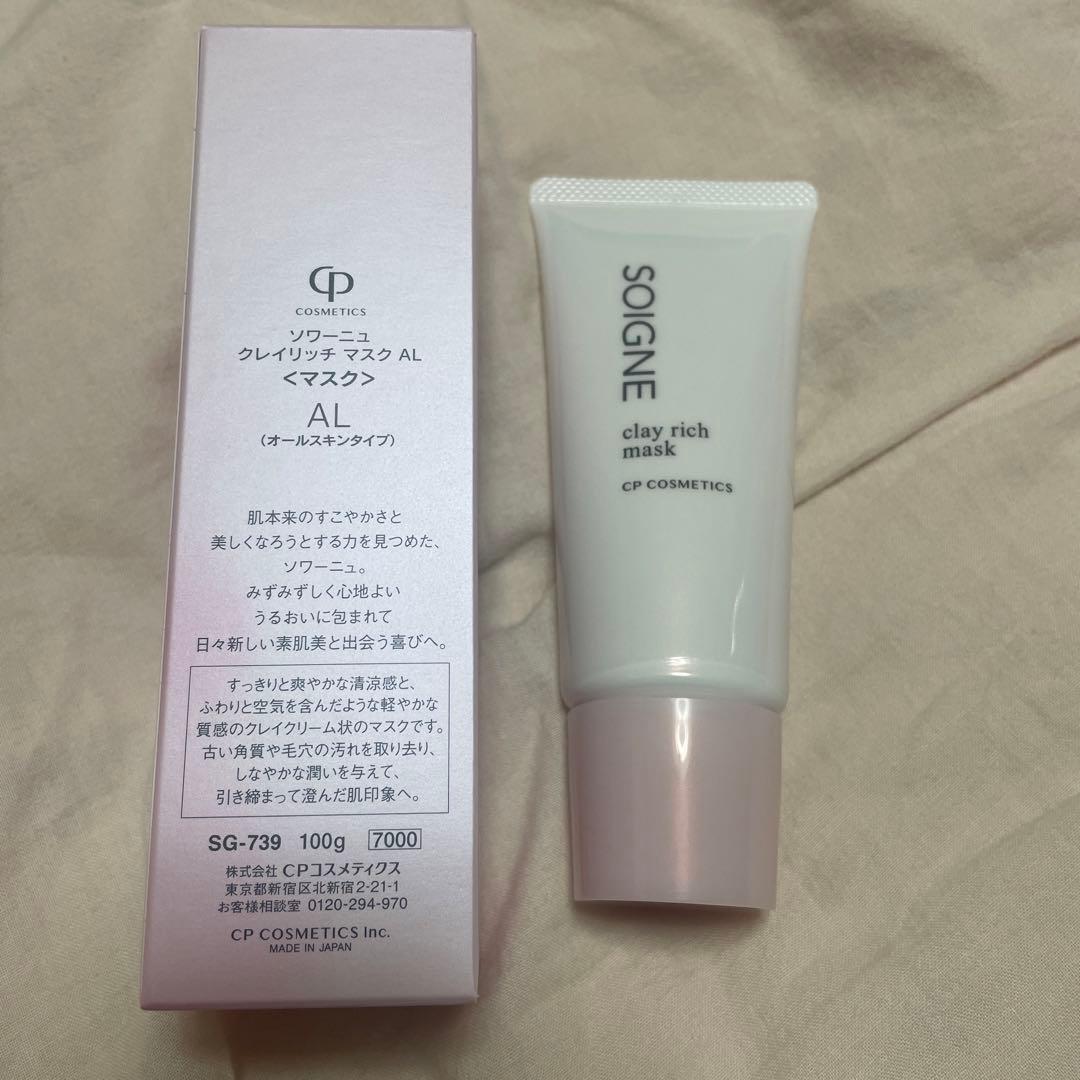 Cp
COSMETICS
ソワーニュ
クレイリッチ マスク AL
<マスク>
AL
(オールスキンタイプ)
肌本来のすこやかさと
美しくなろうとする力を見つめた、
ソワーニュ。
みずみずしく心地よい
うるおいに包まれて
日々新しい素肌美と出会う喜びへ。
すっきりと爽やかな清涼感と、
ふわりと空気を含んだような軽やかな
質感のクレイクリーム状のマスクです。
古い角質や毛穴の汚れを取り去り、
しなやかな潤いを与えて、
引き締まって澄んだ肌印象へ。
SG-739 100g 7000
株式会社 CPコスメティクス
東京都新宿区北新宿2-21-1
お客様相談室 0120-294-970
CP COSMETICS Inc.
MADE IN JAPAN
SOIGNE
clay rich
mask
CP COSMETICS